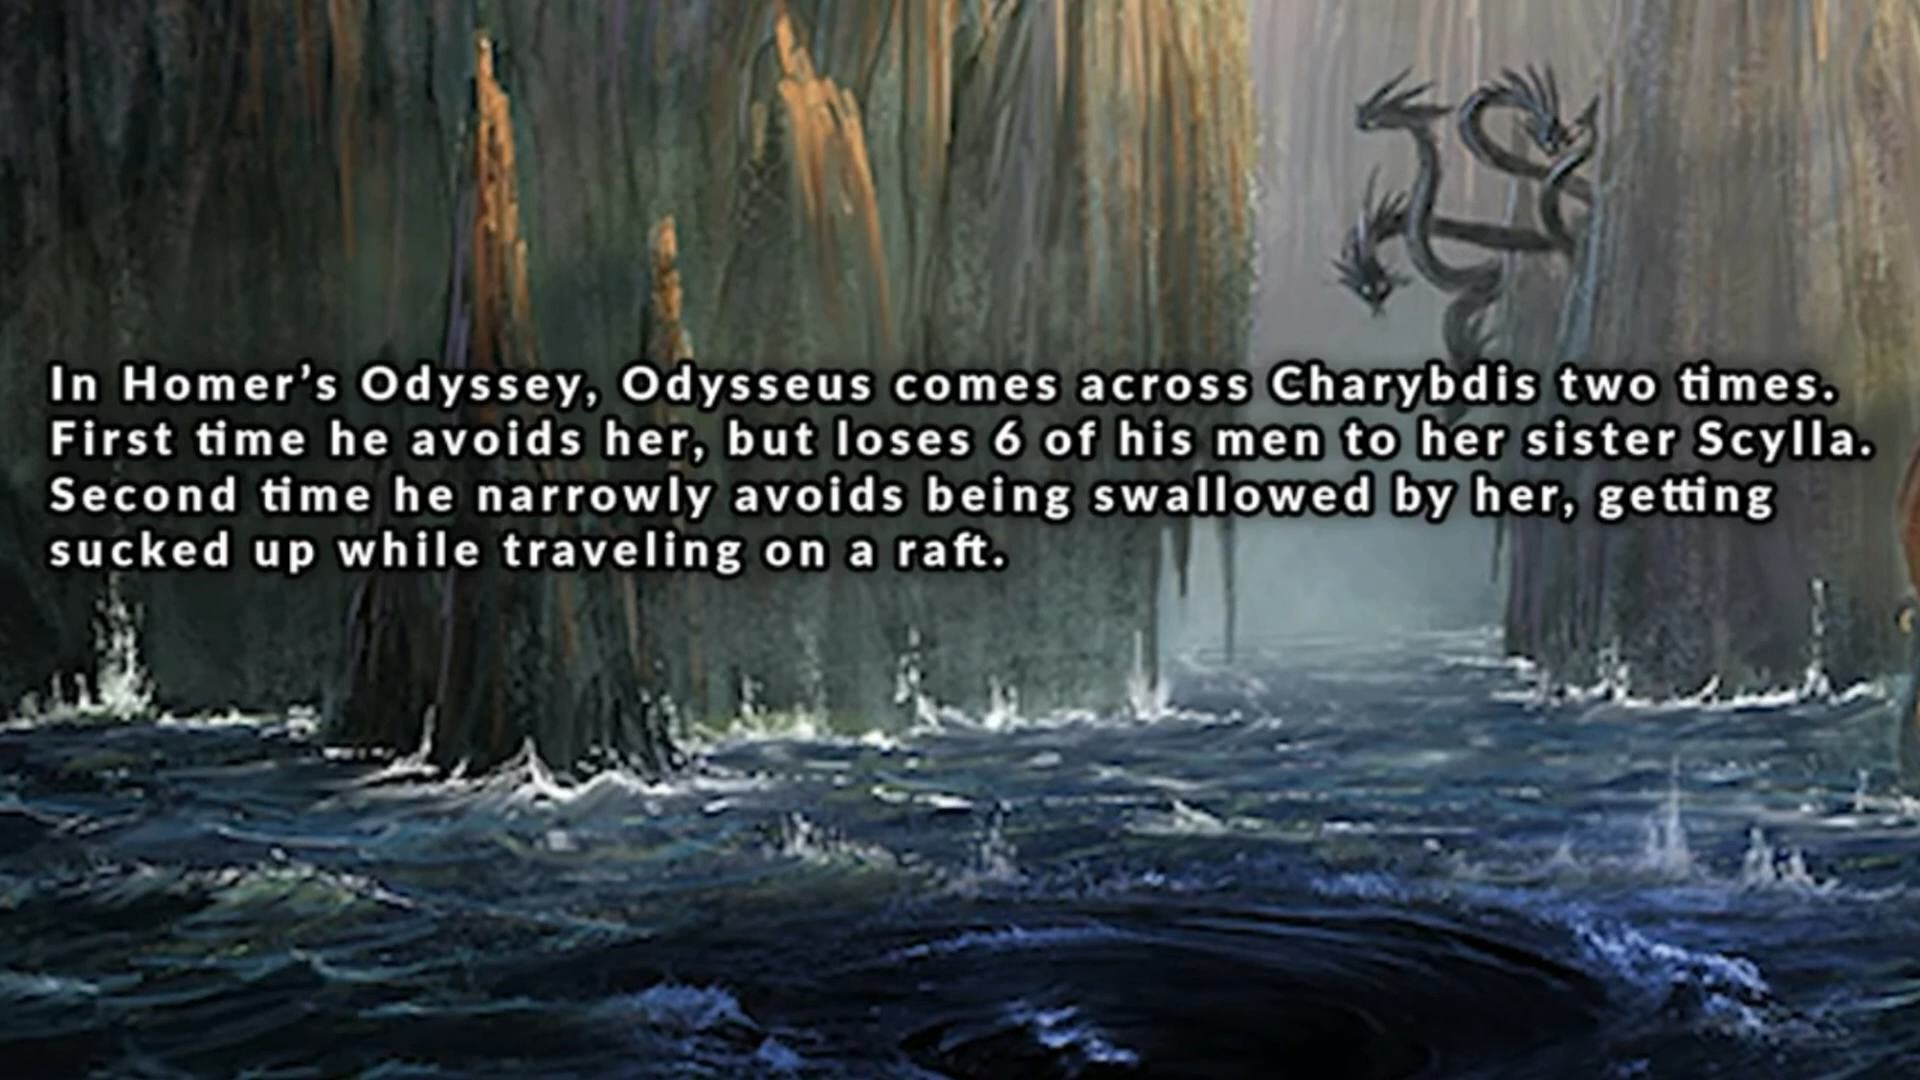 In Homer’s Odyssey, Odysseus comes across Charybdis two times.
First time he avoids her, but loses 6 of his men to her sister Scylla.
Second time he narrowly avoids being swallowed by her, getting
sucked up while traveling on a raft.